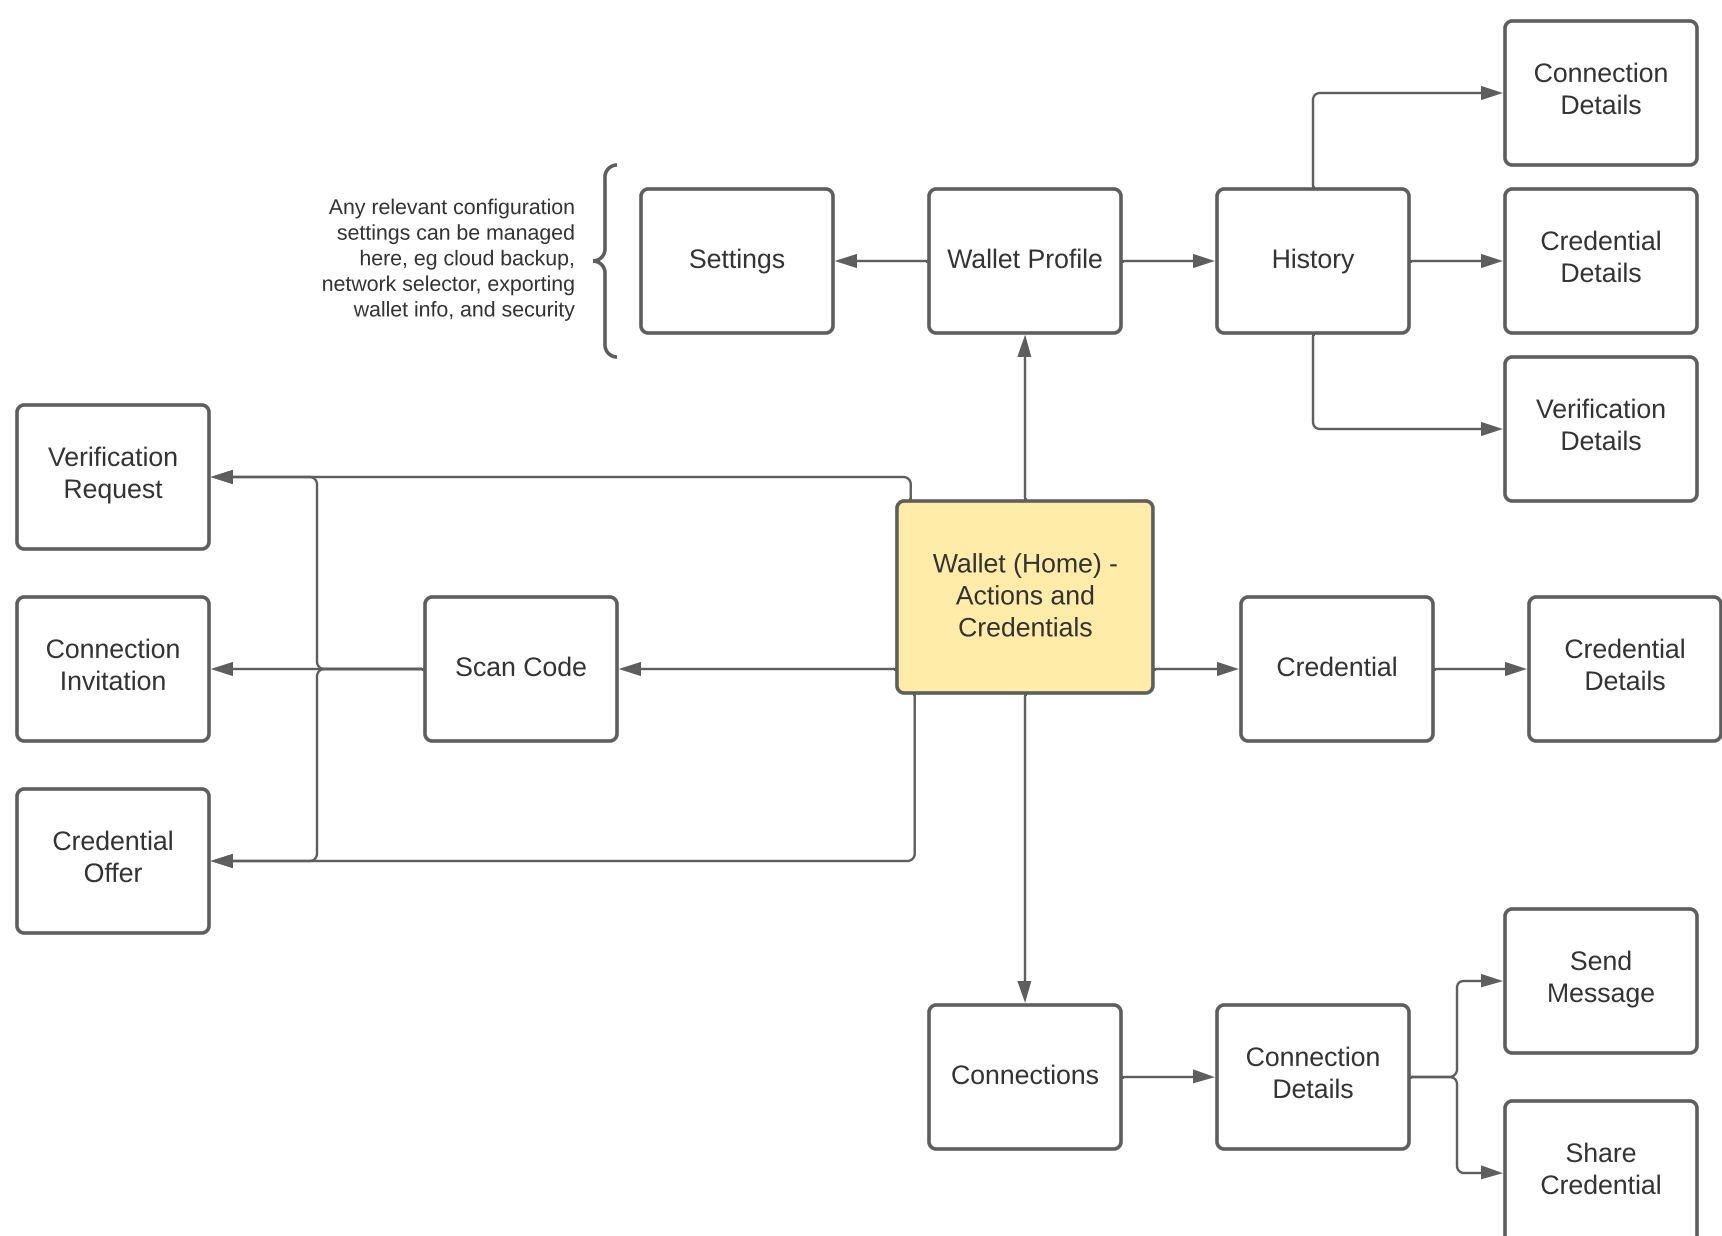 Connection
Details
Any relevant configuration
settings can be managed
here, eg cloud backup,
network selector, exporting
wallet info, and security
Settings
Wallet Profile
History
Credential
Details
Verification
Details
Verification
Request
Wallet (Home) -
Actions and
Credentials
Connection
Invitation
Scan Code
Credential
Credential
Details
Credential
Offer
Send
Message
Connections
Connection
Details
Share
Credential